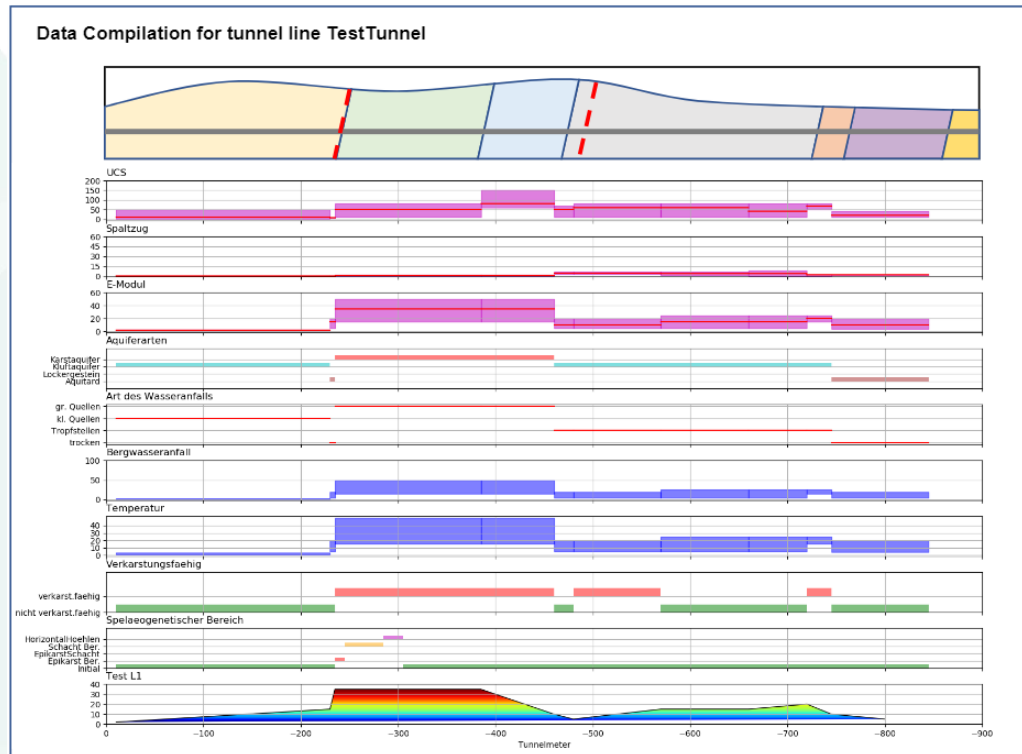 Data Compilation for tunnel line TestTunnel
UCS
200
150
100
50
0
Spaltzug
60
45
30
15
0
E-Modul
60
40
20
0
Aquiferarten
Karstaquifer
Kluftaquifer
Lockergestein
Aquitard
Art des Wasseranfalls
gr. Quellen
kl. Quellen
Tropfstellen
trocken
Bergwasseranfall
100
50
0
Temperatur
40
30
20
10
0
Verkarstungsfaehig
verkarst.faehig
nicht verkarst.faehig
Spelaeogenetischer Bereich
HorizontalHoehlen
Schacht Ber.
EpikarstSchacht
Epikarst Ber.
Initial
Test L1
40
30
20
10
0
0 −100 −200 −300 −400 −500 −600 −700 −800 −900
Tunnelmeter